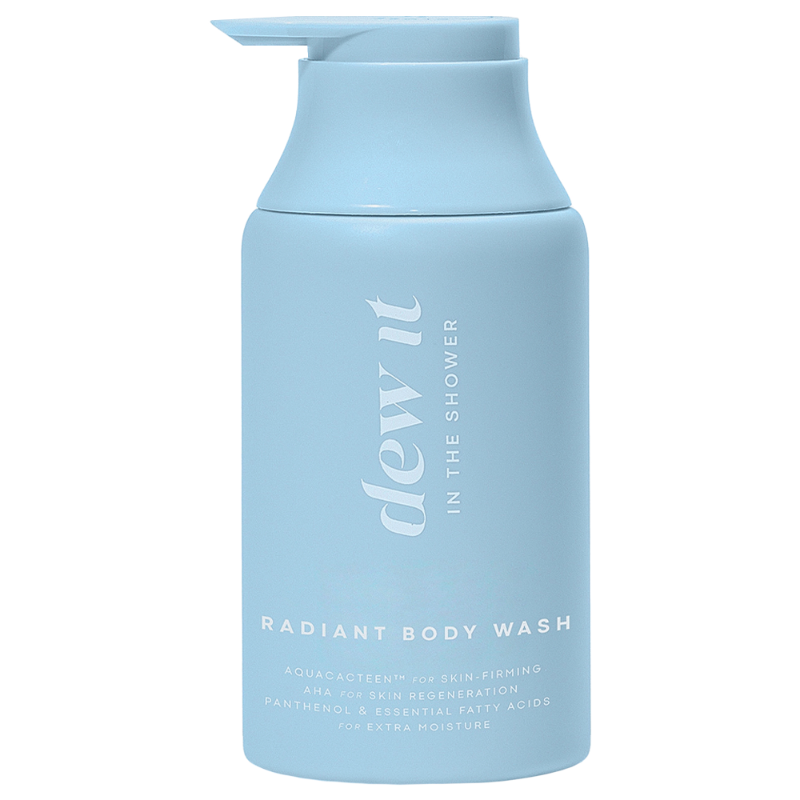 dew it
IN THE SHOWER
RADIANT BODY WASH
AQUACACTEEN™ FOR SKIN-FIRMING
AHA FOR SKIN REGENERATION
PANTHENOL & ESSENTIAL FATTY ACIDS
FOR EXTRA MOISTURE